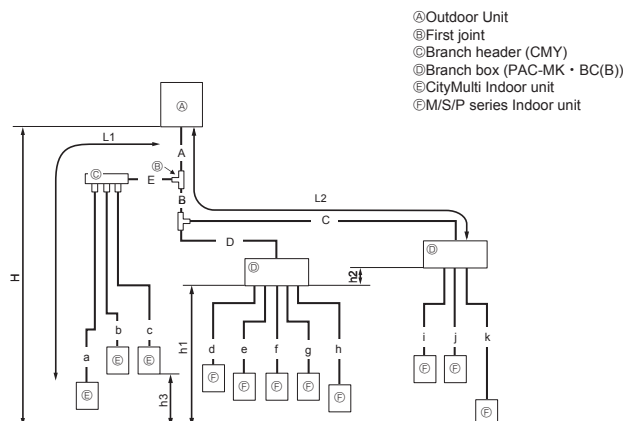 ⒶOutdoor Unit
ⒷFirst joint
ⒸBranch header (CMY)
ⒹBranch box (PAC-MK・BC(B))
ⒺCityMulti Indoor unit
ⒻM/S/P series Indoor unit
Ⓐ
L1
A
Ⓑ
Ⓒ
E
B
L2
C
D
Ⓓ
Ⓓ
H
h2
h1
h3
a
b
c
d
e
f
g
h
i
j
k
Ⓔ
Ⓔ
Ⓔ
Ⓕ
Ⓕ
Ⓕ
Ⓕ
Ⓕ
Ⓕ
Ⓕ
Ⓕ